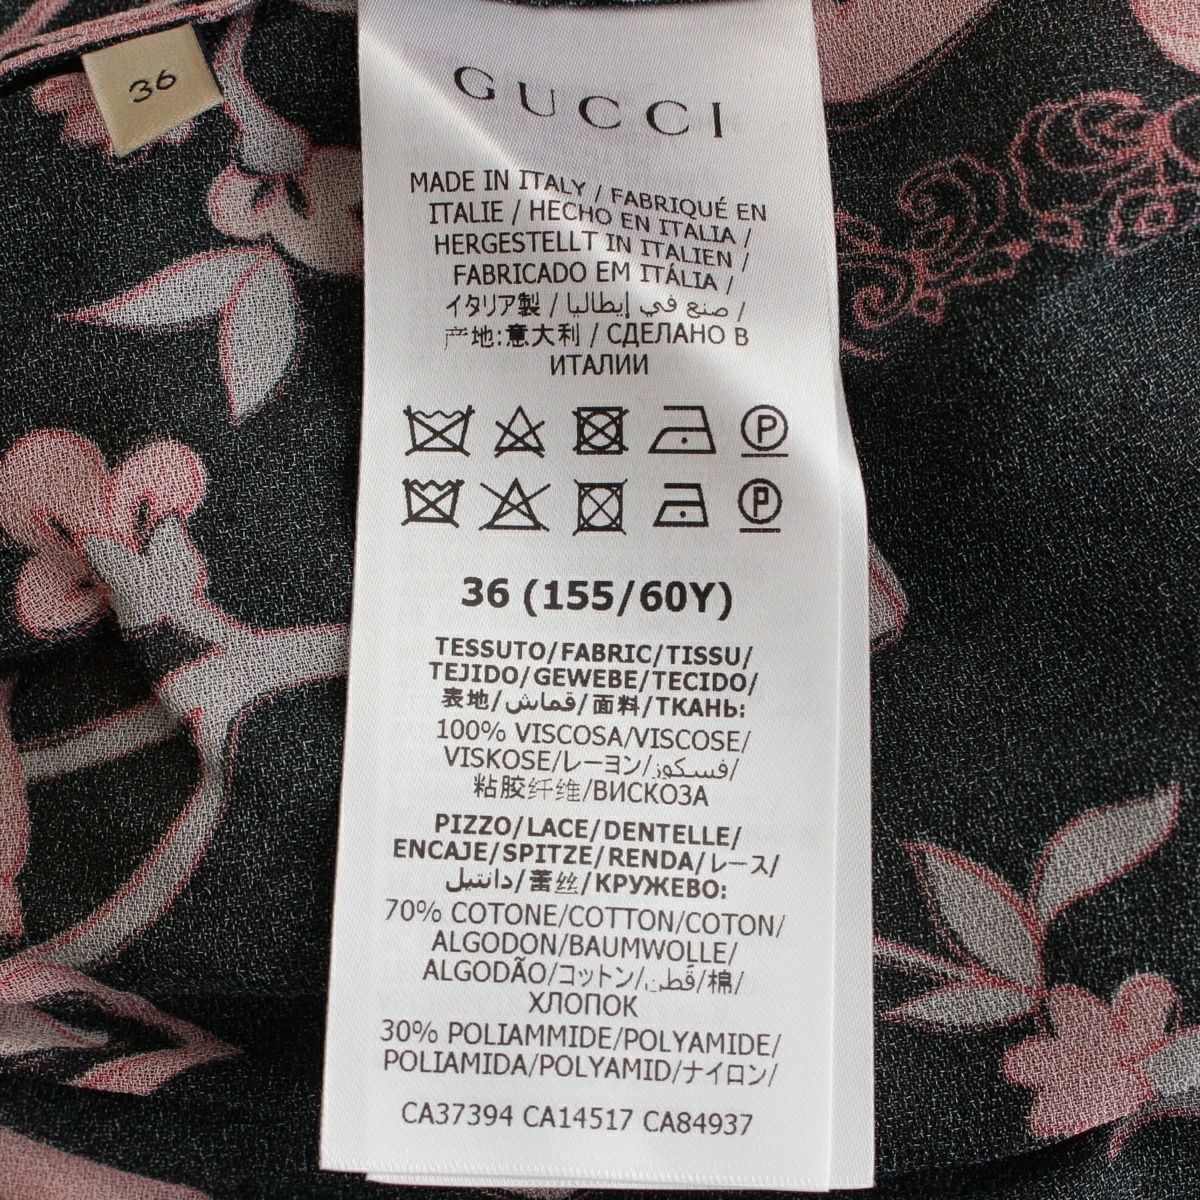 36
GUCCI
MADE IN ITALY / FABRIQUÉ EN
ITALIE / HECHO EN ITALIA /
HERGESTELLT IN ITALIEN /
FABRICADO EM ITÁLIA /
イタリア製 / صنع في إيطاليا /
产地:意大利 / СДЕЛАНО В
ИТАЛИИ
P
P
36 (155/60Y)
TESSUTO/FABRIC/TISSU/
TEJIDO/GEWEBE/TECIDO/
表地/قماش/面料/ТКАНЬ:
100% VISCOSA/VISCOSE/
VISKOSE/レーヨン/فسكوز/
粘胶纤维/ВИСКОЗА
PIZZO/LACE/DENTELLE/
ENCAJE/SPITZE/RENDA/レース/
دانتيل/蕾丝/КРУЖЕВО:
70% COTONE/COTTON/COTON/
ALGODON/BAUMWOLLE/
ALGODÃO/コットン/قطن/棉/
ХЛОПОК
30% POLIAMMIDE/POLYAMIDE/
POLIAMIDA/POLYAMID/ナイロン/
CA37394 CA14517 CA84937